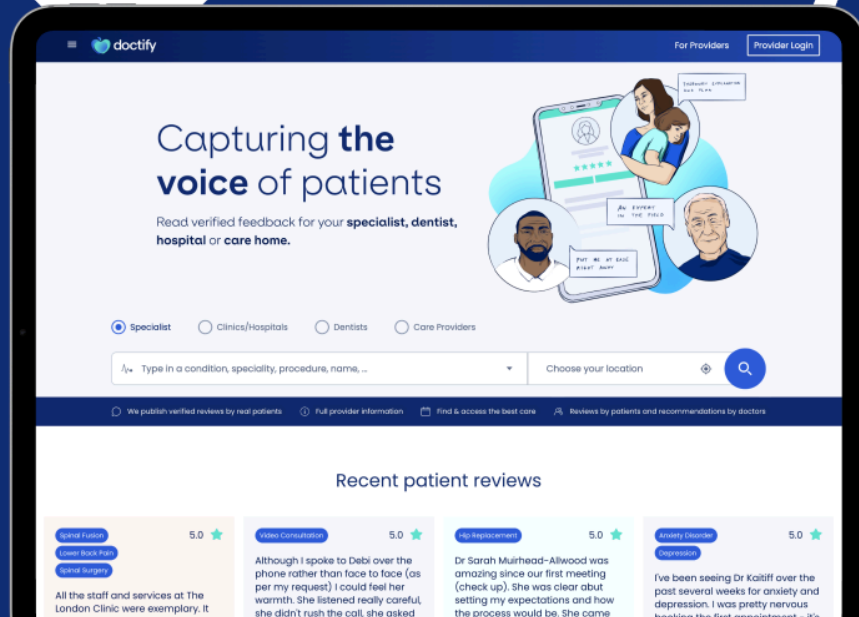 doctify
For Providers
Provider Login
Capturing the
voice of patients
Read verified feedback for your specialist, dentist,
hospital or care home.
THOROUGH EXPLANATION
AND PLAN
AN EXPERT
IN THE FIELD
PUT ME AT EASE
RIGHT AWAY
Specialist
Clinics/Hospitals
Dentists
Care Providers
Type in a condition, speciality, procedure, name, ...
Choose your location
We publish verified reviews by real patients
Full provider information
Find & access the best care
Reviews by patients and recommendations by doctors
Recent patient reviews
Spinal Fusion
5.0
Lower Back Pain
Spinal Surgery
All the staff and services at The
London Clinic were exemplary. It
Video Consultation
5.0
Although I spoke to Debi over the
phone rather than face to face (as
per my request) I could feel her
warmth. She listened really careful,
she didn't rush the call, she asked
Hip Replacement
5.0
Dr Sarah Muirhead-Allwood was
amazing since our first meeting
(check up). She was clear abut
setting my expectations and how
the process would be. She came
Anxiety Disorder
5.0
Depression
I've been seeing Dr Kaitiff over the
past several weeks for anxiety and
depression. I was pretty nervous
booking the first appointment - it's